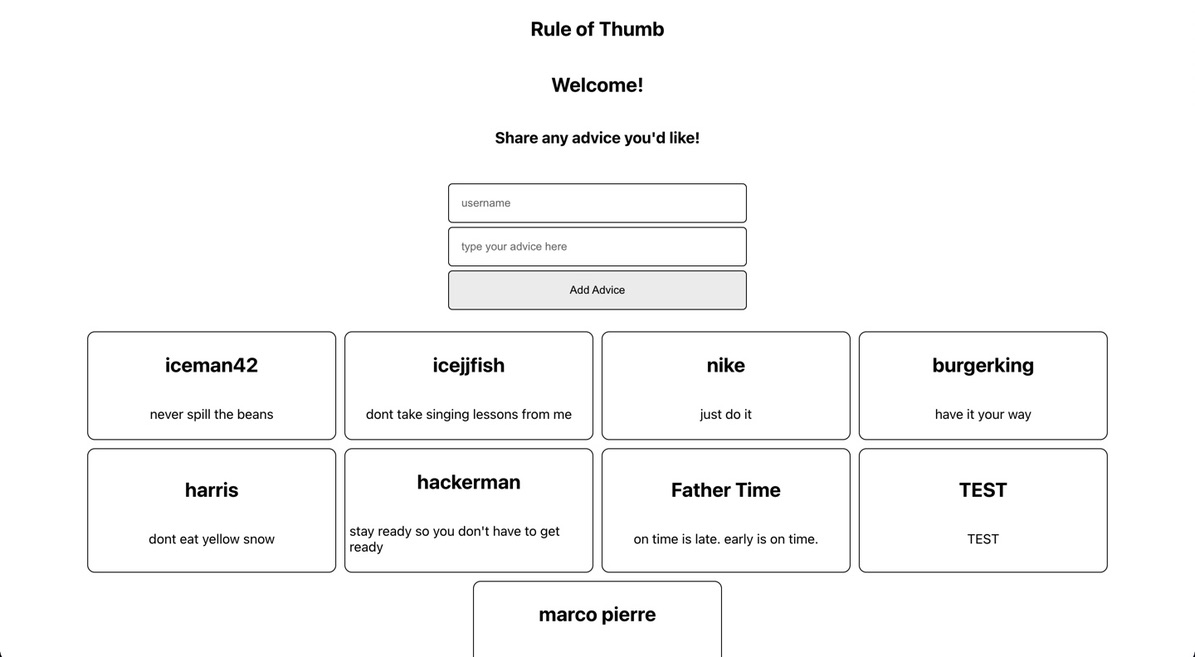 Rule of Thumb
Welcome!
Share any advice you'd like!
username
type your advice here
Add Advice
iceman42
never spill the beans
icejjfish
dont take singing lessons from me
nike
just do it
burgerking
have it your way
harris
dont eat yellow snow
hackerman
stay ready so you don't have to get
ready
Father Time
on time is late. early is on time.
TEST
TEST
marco pierre